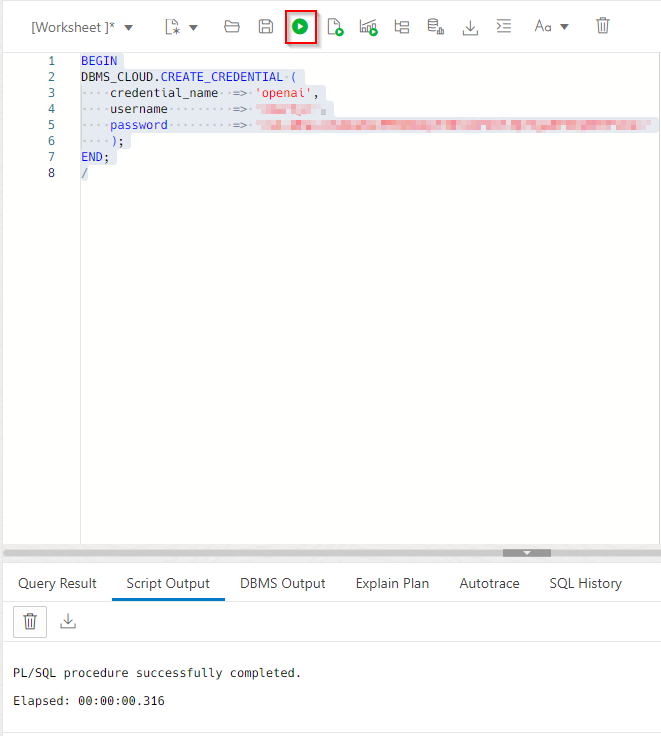 [Worksheet ]*
Aa
1 BEGIN
2 DBMS_CLOUD.CREATE_CREDENTIAL (
3 credential_name => 'openai',
4 username =>
5 password =>
6 );
7 END;
8 /
Query Result Script Output DBMS Output Explain Plan Autotrace SQL History
PL/SQL procedure successfully completed.
Elapsed: 00:00:00.316